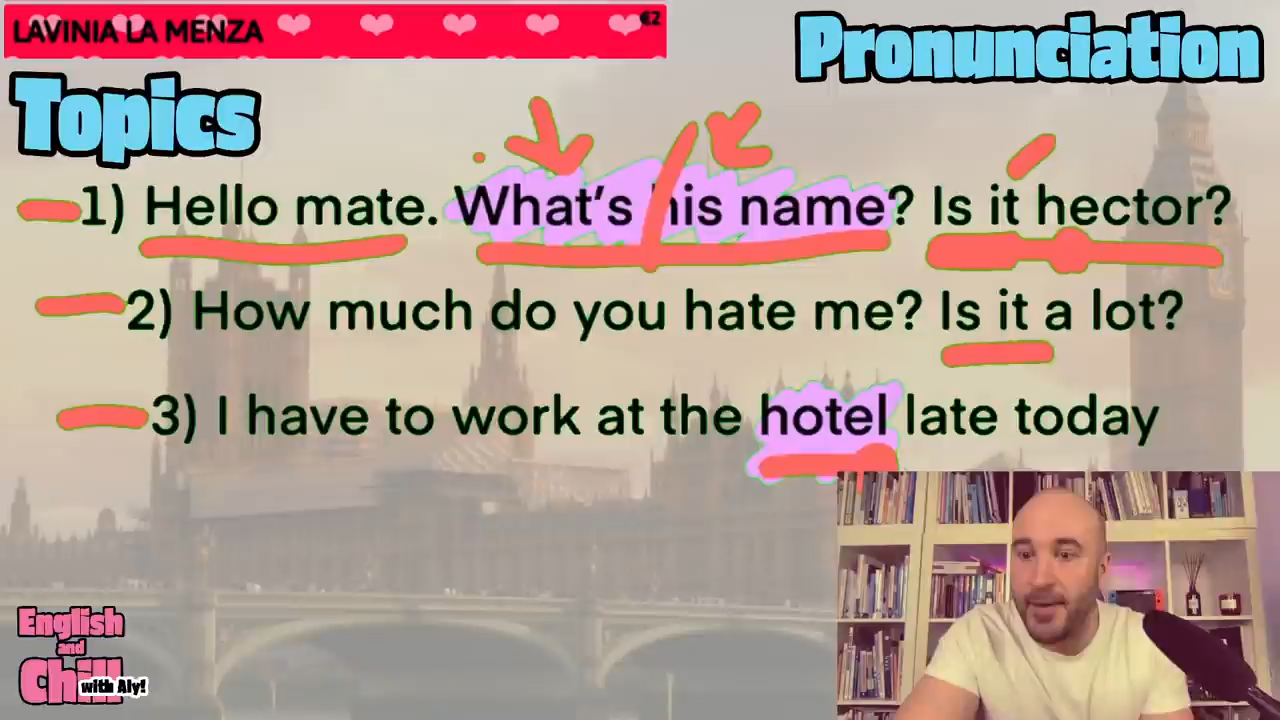 LAVINIA LA MENZA
€2
Pronunciation
Topics
1) Hello mate. What's his name? Is it hector?
2) How much do you hate me? Is it a lot?
3) I have to work at the hotel late today
English
and
Chill
with Aly!